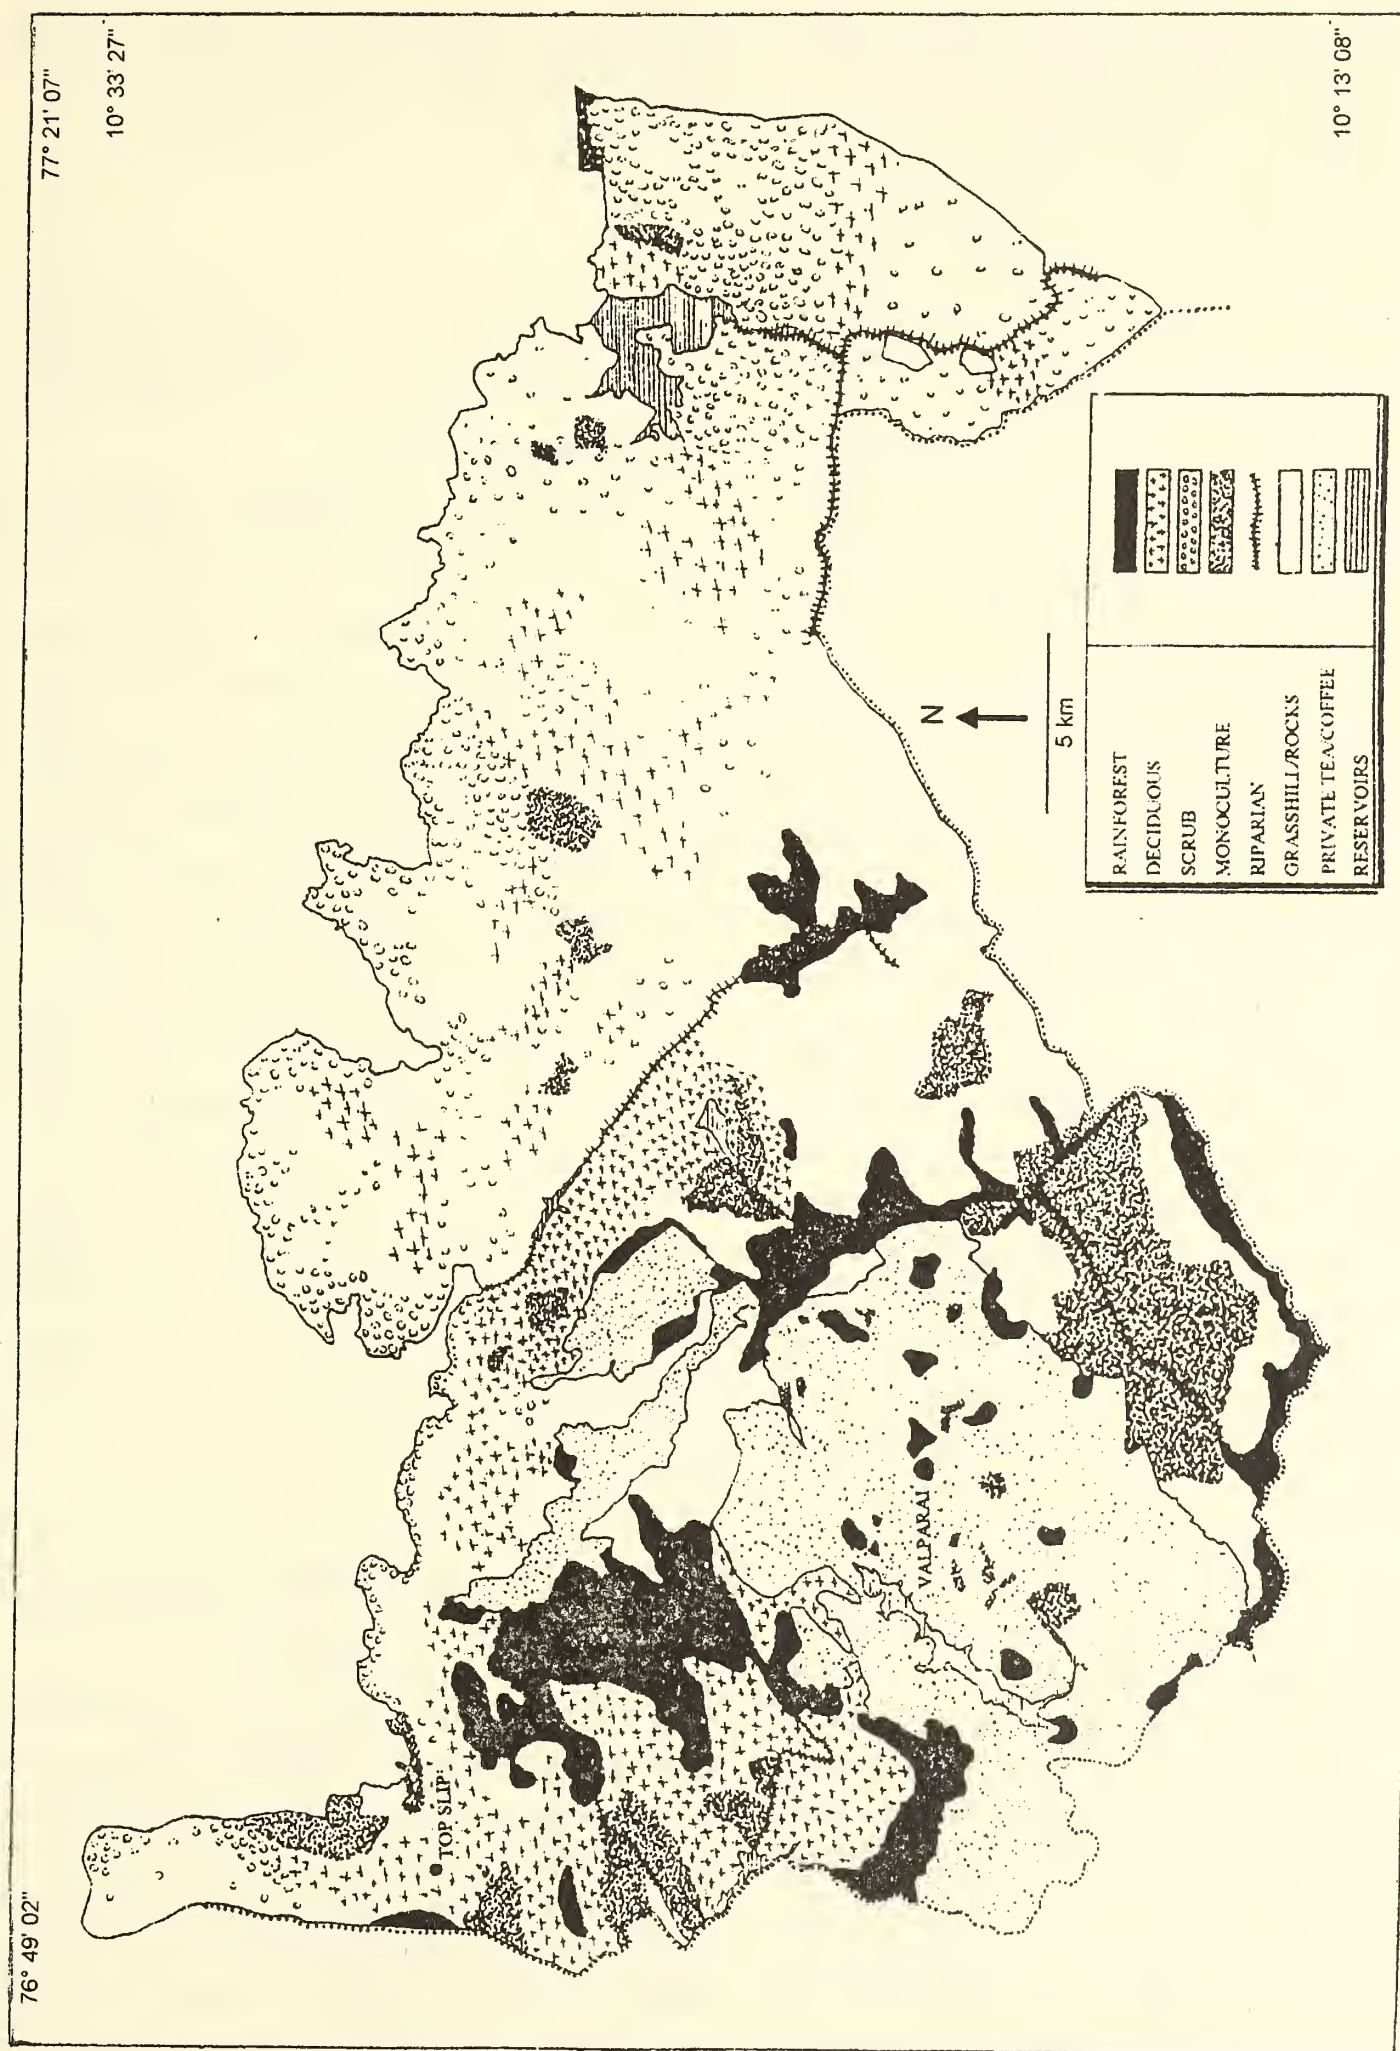 76° 49' 02"
77° 21' 07"
10° 33' 27"
TOP SLIP
VALPARAI
N
5 km
RAINFOREST
DECIDUOUS
SCRUB
MONOCULTURE
RIPARIAN
GRASSHILL/ROCKS
PRIVATE TEA/COFFEE
RESERVOIRS
10° 13' 08"